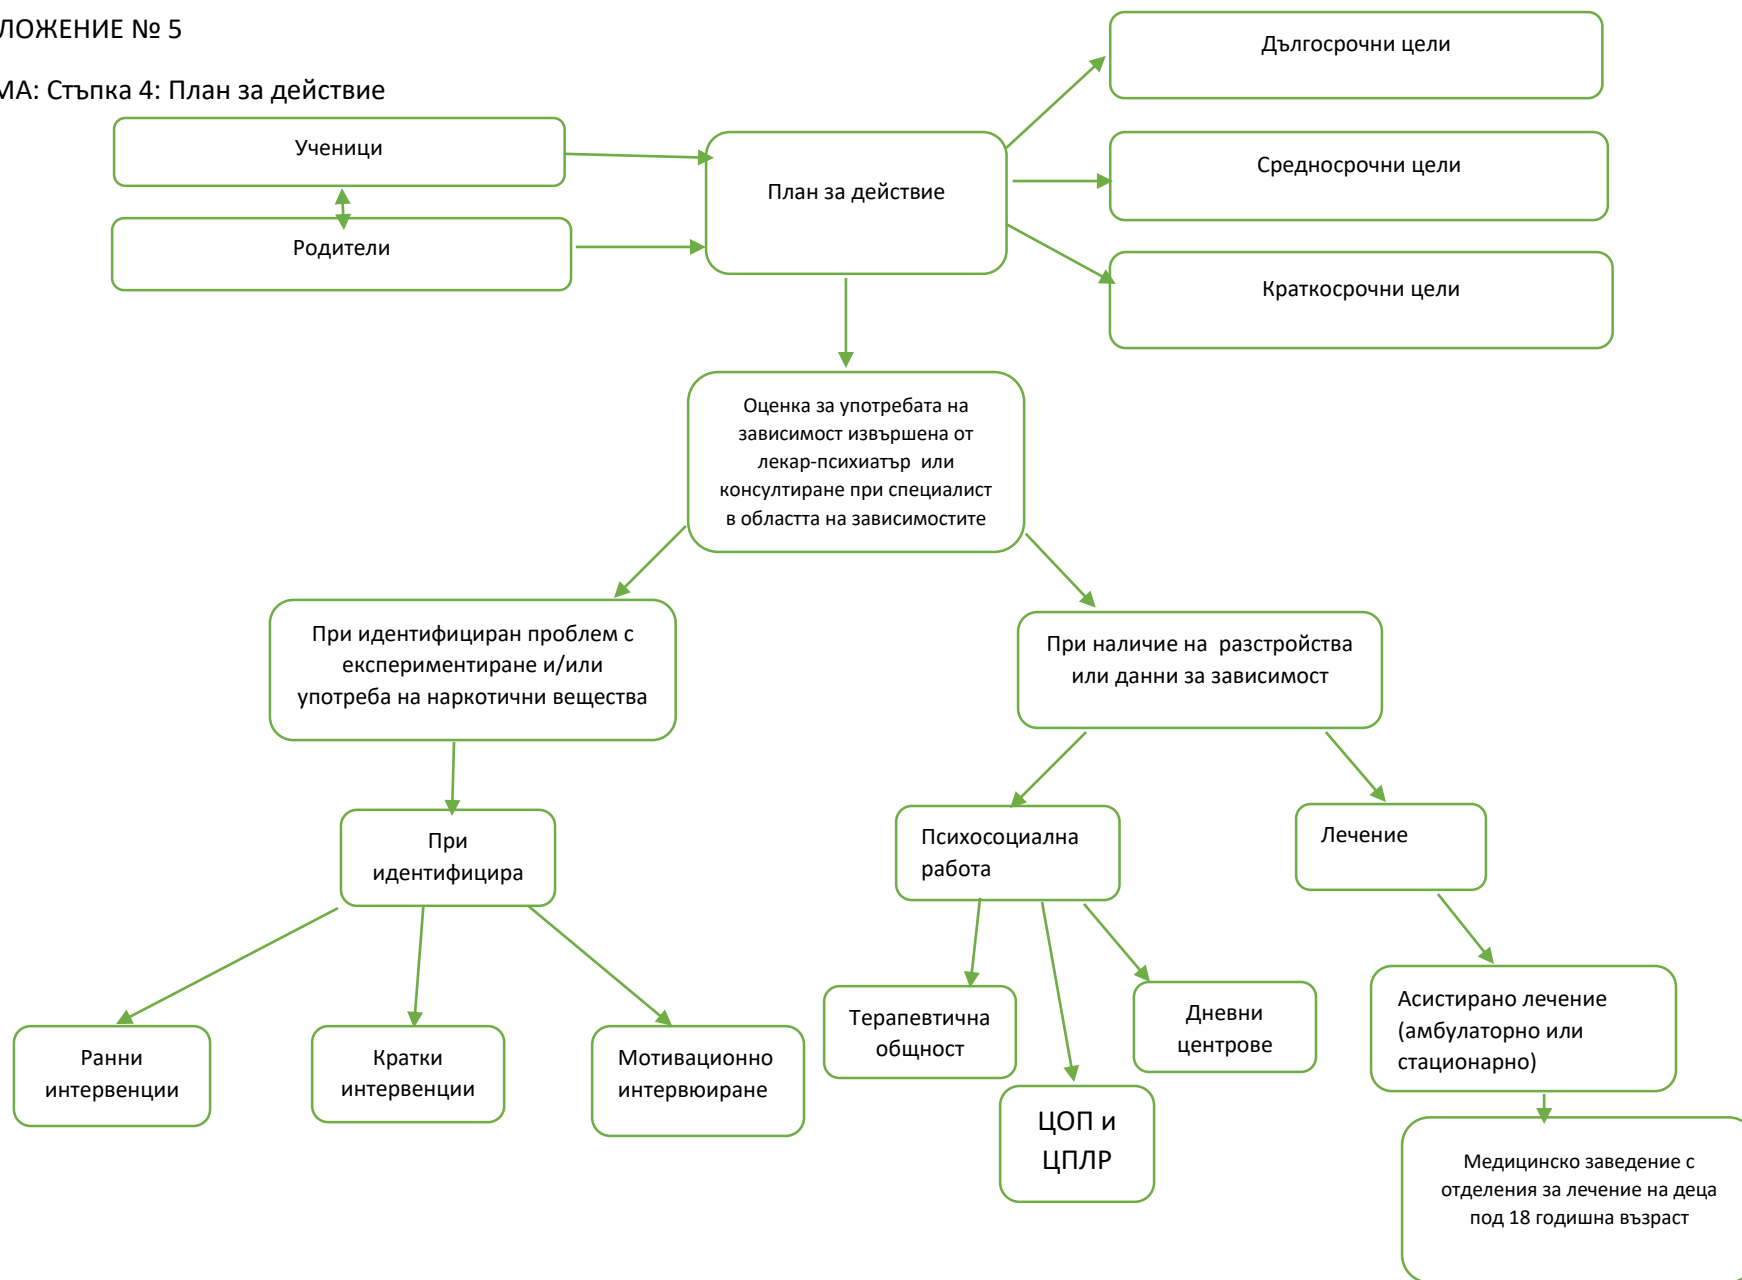 ЛОЖЕНИЕ № 5
Дългосрочни цели
МА: Стъпка 4: План за действие
Ученици
План за действие
Средносрочни цели
Родители
Краткосрочни цели
Оценка за употребата на
зависимост извършена от
лекар-психиатър или
консултиране при специалист
в областта на зависимостите
При идентифициран проблем с
експериментиране и/или
употреба на наркотични вещества
При наличие на разстройства
или данни за зависимост
При
идентифицира
Психосоциална
работа
Лечение
Ранни
интервенции
Кратки
интервенции
Мотивационно
интервюиране
Терапевтична
общност
ЦОП и
ЦПЛР
Дневни
центрове
Асистирано лечение
(амбулаторно или
стационарно)
Медицинско заведение с
отделения за лечение на деца
под 18 годишна възраст